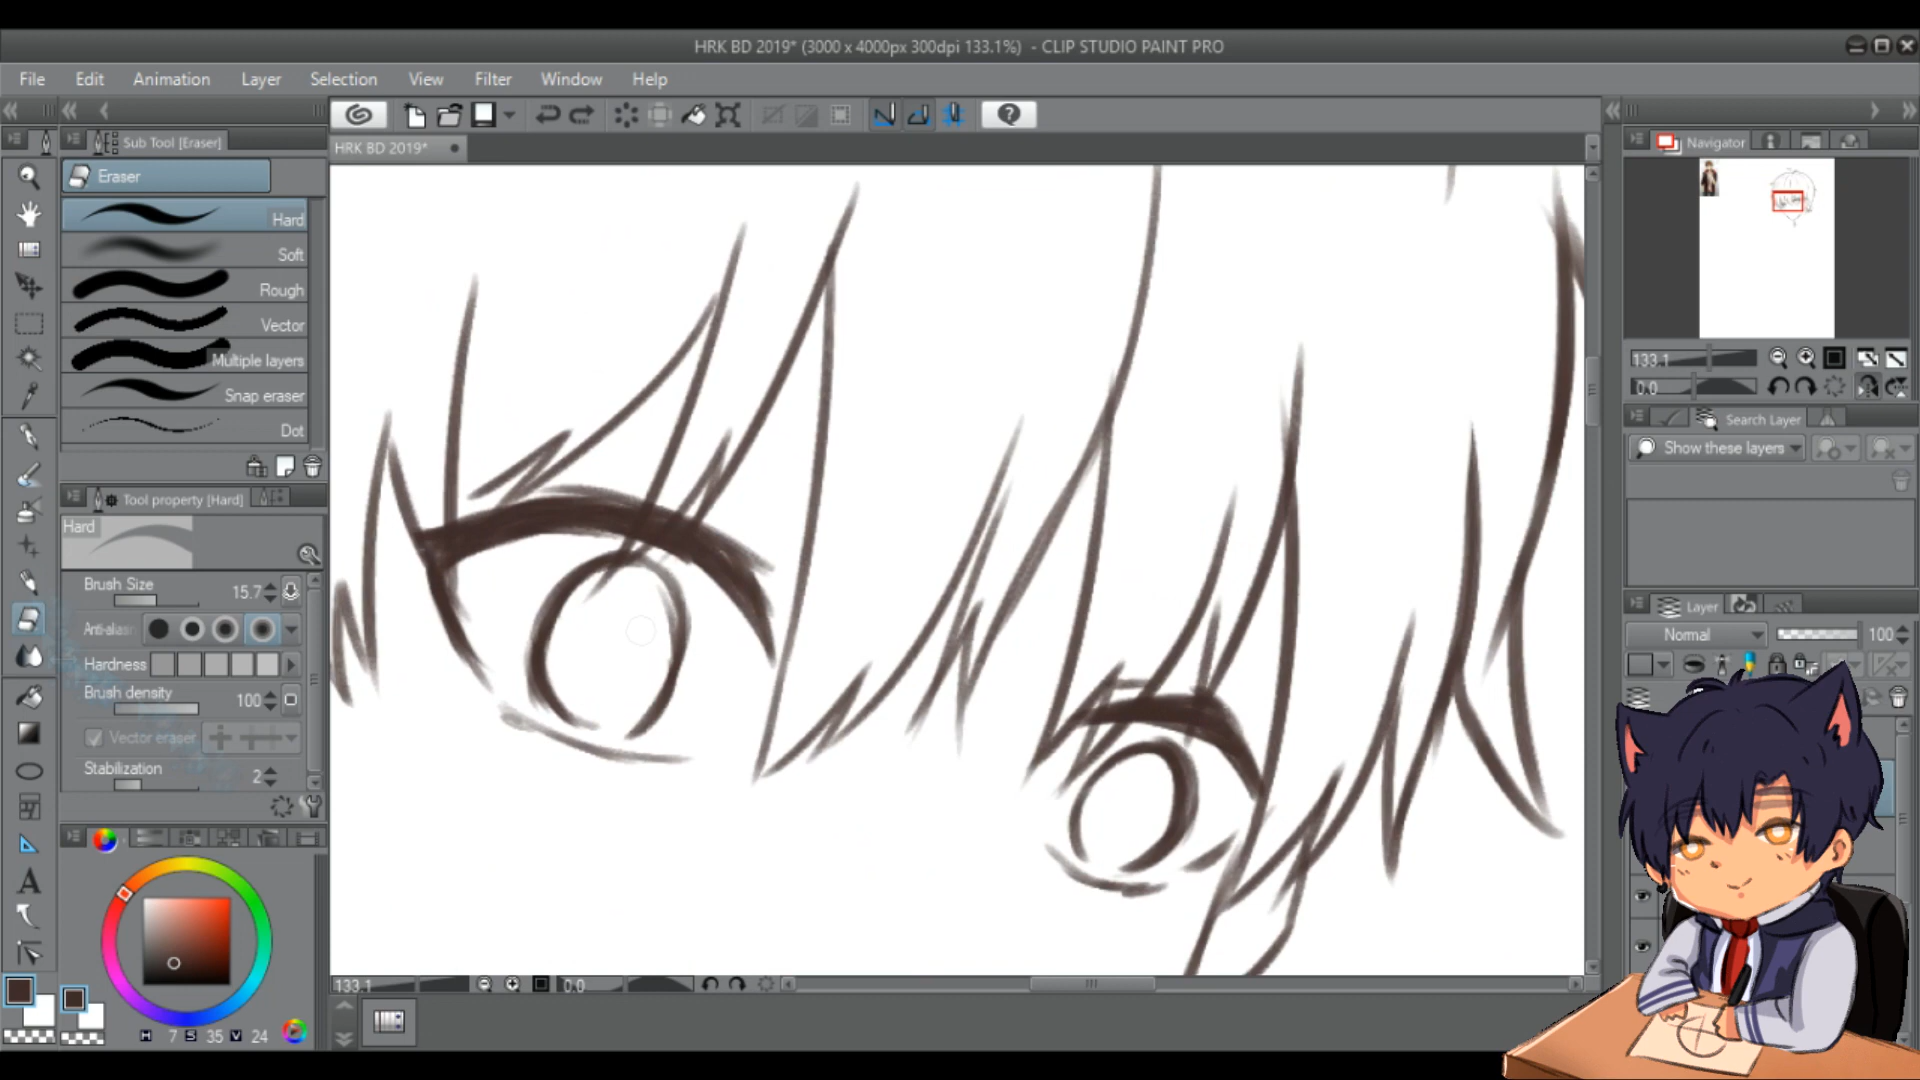 HRK BD 2019* (3000 x 4000px 300dpi 133.1%) - CLIP STUDIO PAINT PRO
File Edit Animation Layer Selection View Filter Window Help
Sub Tool [Eraser]
HRK BD 2019*
Navigator
Eraser
Hard
Soft
Rough
Vector
Multiple layers
Snap eraser
Dot
133.1
0.0
Search Layer
Show these layers
Tool property [Hard]
Hard
Brush Size 15.7
Anti-alias
Hardness
Brush density 100
Vector eraser
Stabilization 2
Layer
Normal 100
133.1 0.0
H 7 S 35 V 24